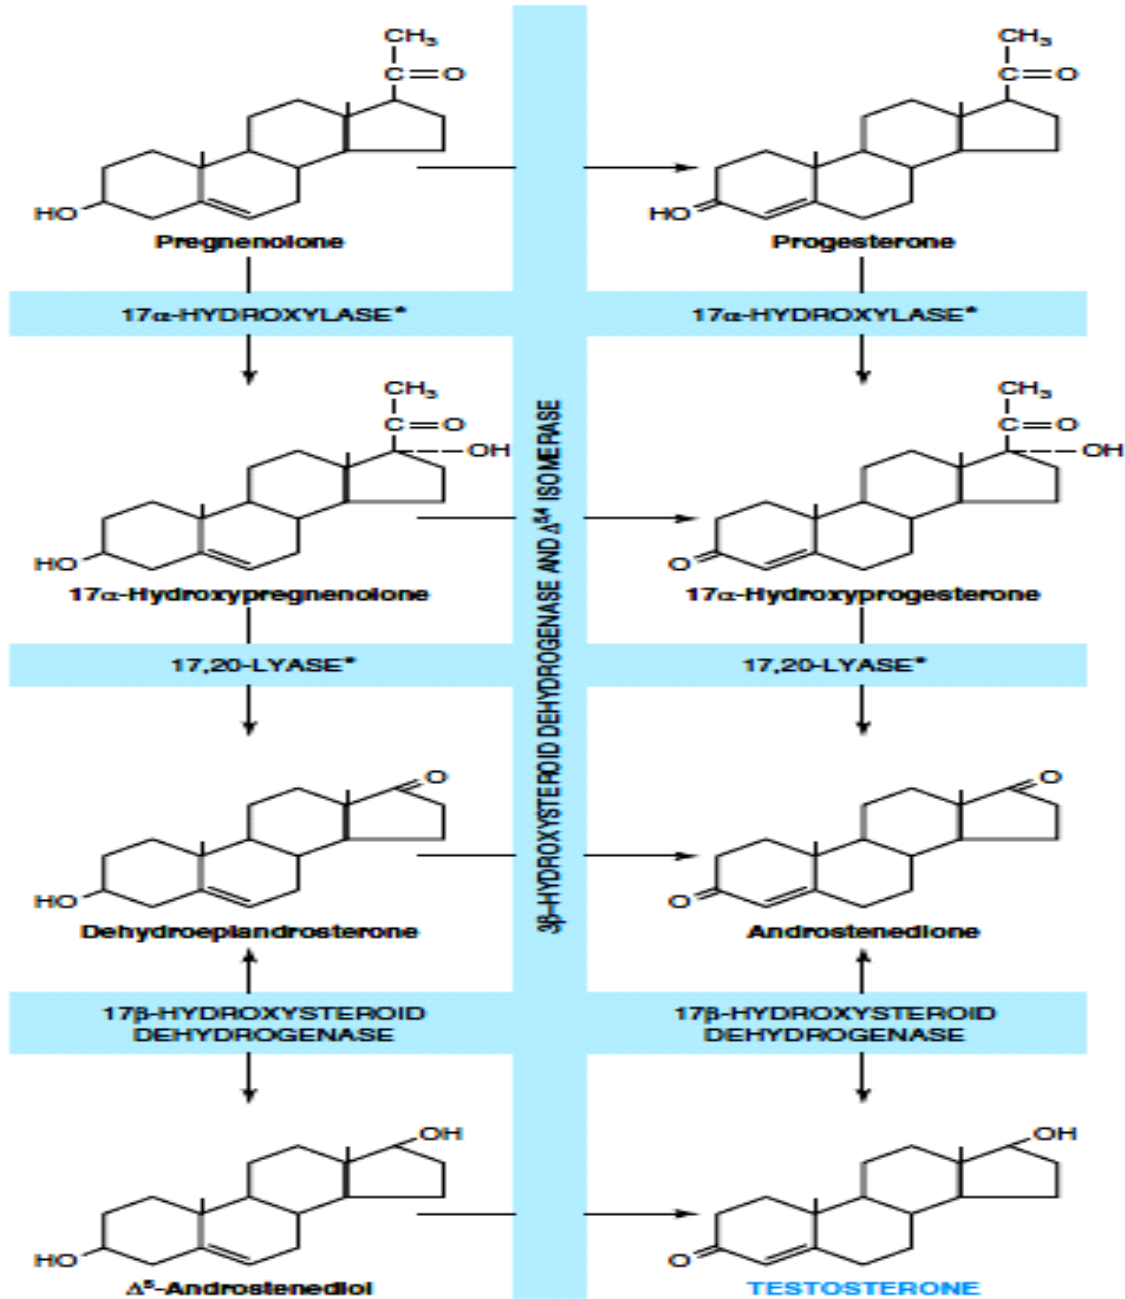 CH₃
C=O
HO
Pregnenolone
CH₃
C=O
HO
Progesterone
17α-HYDROXYLASE*
17α-HYDROXYLASE*
CH₃
C=O
OH
HO
17α-Hydroxypregnenolone
CH₃
C=O
OH
O
17α-Hydroxyprogesterone
3β-HYDROXYSTEROID DEHYDROGENASE AND Δ⁵,⁴ ISOMERASE
17,20-LYASE*
17,20-LYASE*
O
HO
Dehydroepiandrosterone
O
O
Androstenedione
17β-HYDROXYSTEROID
DEHYDROGENASE
17β-HYDROXYSTEROID
DEHYDROGENASE
OH
HO
Δ⁵-Androstenediol
OH
O
TESTOSTERONE